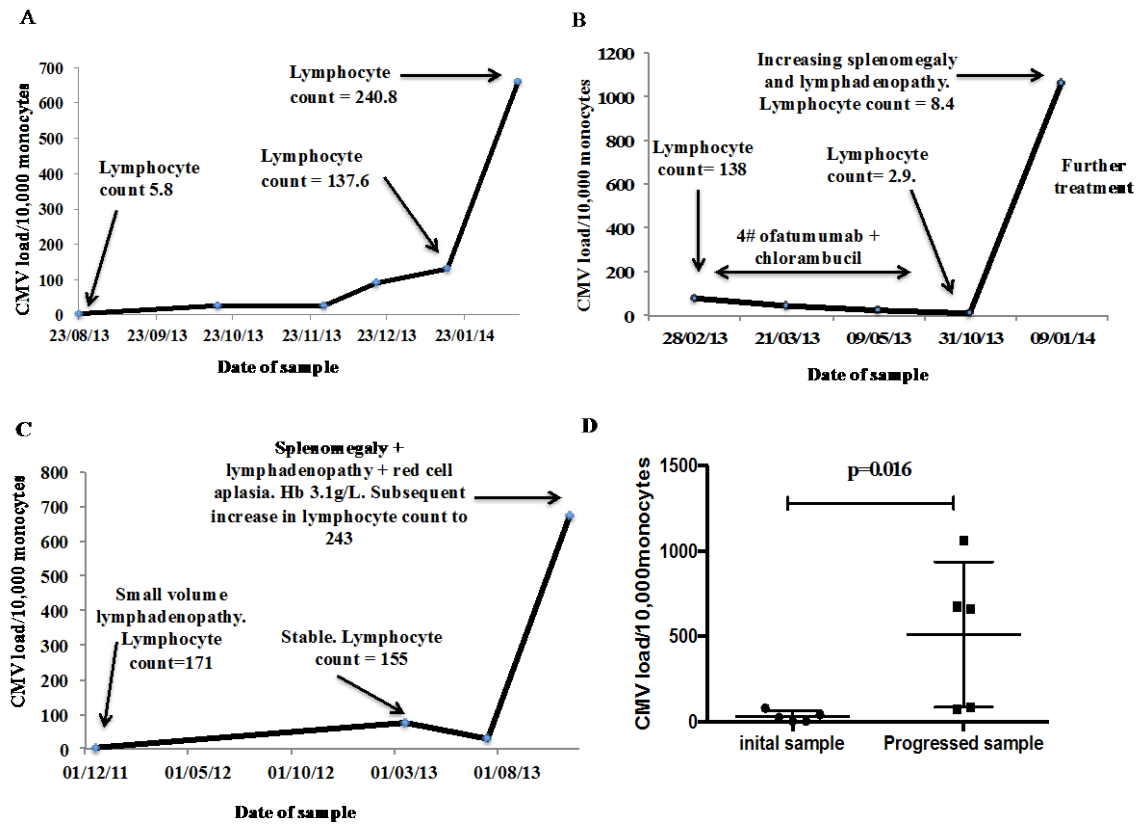 A
CMV load/10,000 monocytes
700
600
500
400
300
200
100
0
Lymphocyte
count = 240.8
Lymphocyte
count = 137.6
Lymphocyte
count 5.8
23/08/13 23/09/13 23/10/13 23/11/13 23/12/13 23/01/14
Date of sample
B
CMV load/10,000 monocytes
1200
1000
800
600
400
200
0
Increasing splenomegaly
and lymphadenopathy.
Lymphocyte count = 8.4
Lymphocyte
count= 138
Lymphocyte
count= 2.9.
Further
treatment
4# ofatumumab +
chlorambucil
28/02/13 21/03/13 09/05/13 31/10/13 09/01/14
Date of sample
C
CMV load/10,000 monocytes
800
700
600
500
400
300
200
100
0
Splenomegaly +
lymphadenopathy + red cell
aplasia. Hb 3.1g/L. Subsequent
increase in lymphocyte count to
243
Small volume
lymphadenopathy.
Lymphocyte
count=171
Stable. Lymphocyte
count = 155
01/12/11 01/05/12 01/10/12 01/03/13 01/08/13
Date of sample
D
CMV load/10,000monocytes
1500
1000
500
0
p=0.016
inital sample Progressed sample